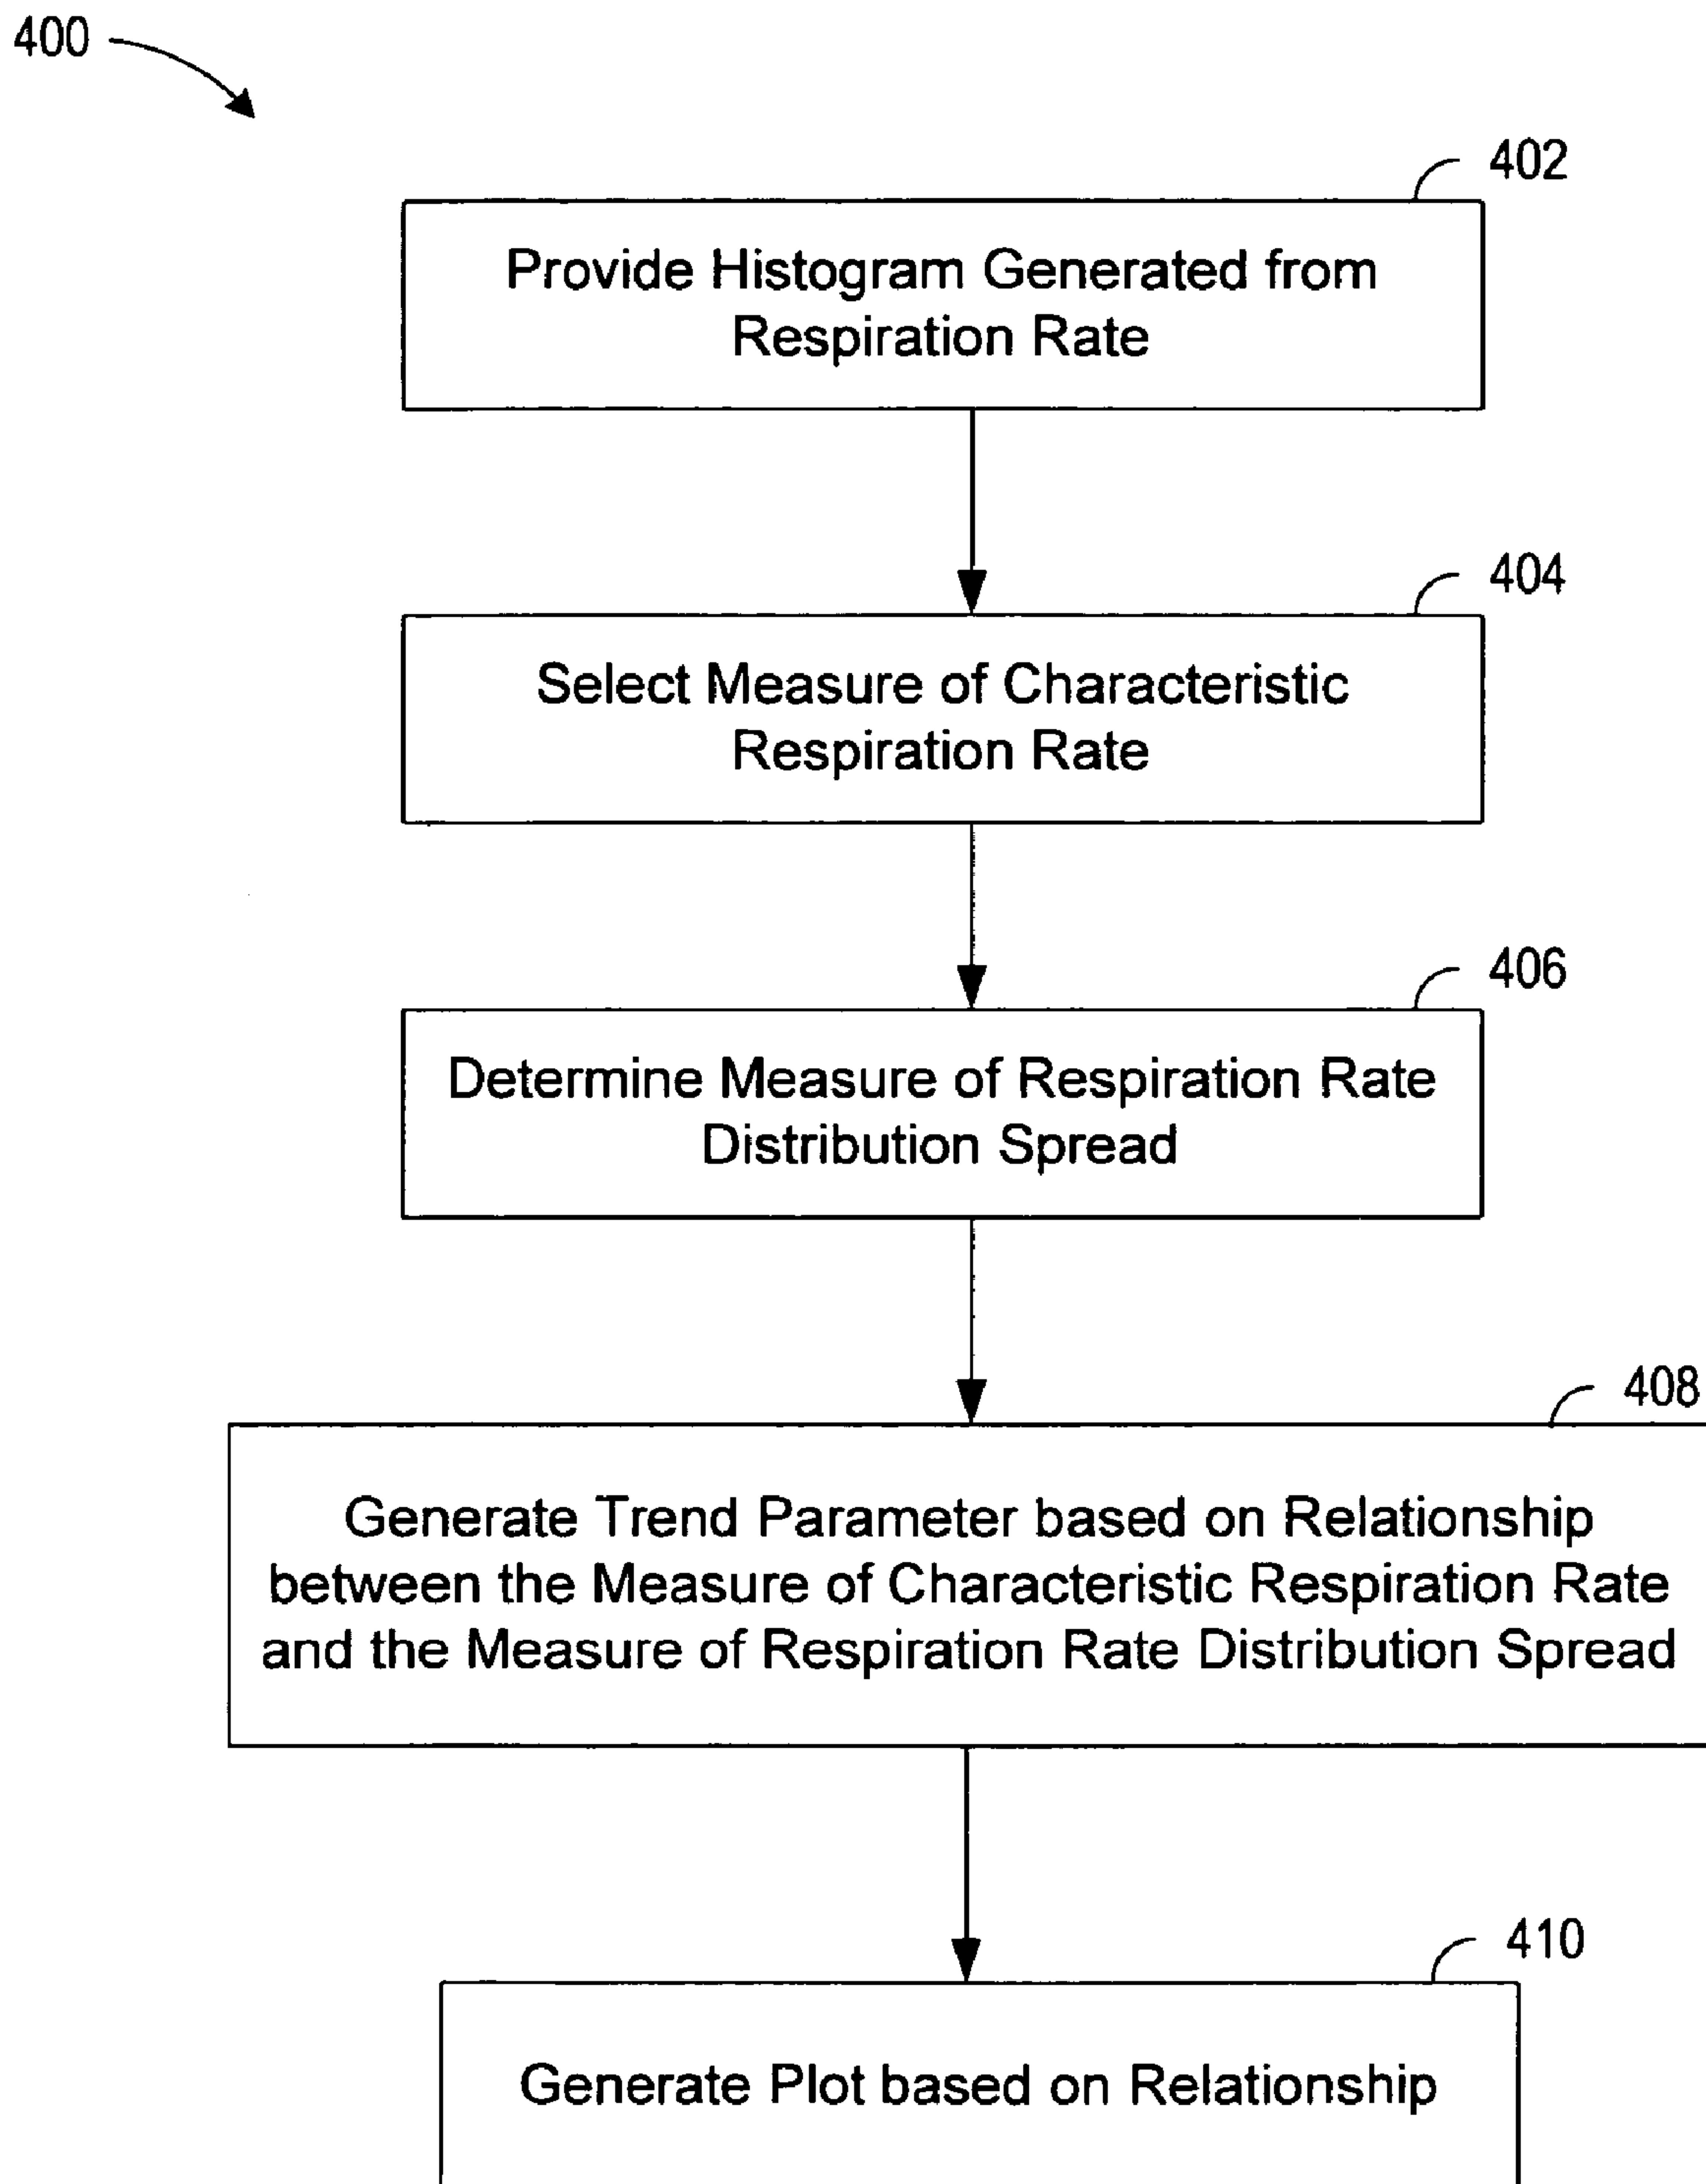 400
402
Provide Histogram Generated from
Respiration Rate
404
Select Measure of Characteristic
Respiration Rate
406
Determine Measure of Respiration Rate
Distribution Spread
408
Generate Trend Parameter based on Relationship
between the Measure of Characteristic Respiration Rate
and the Measure of Respiration Rate Distribution Spread
410
Generate Plot based on Relationship